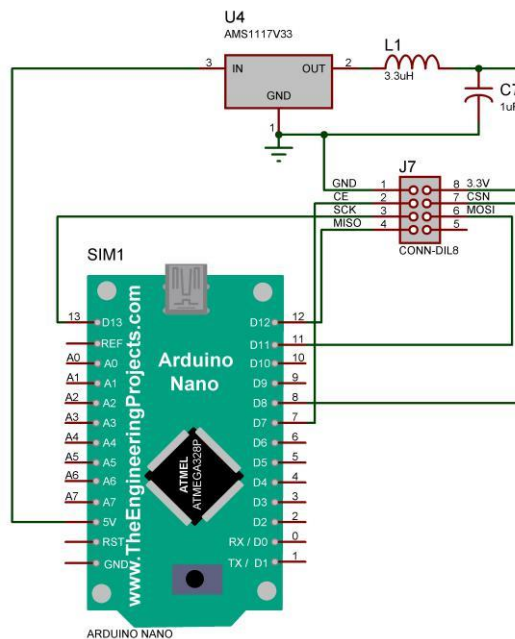 U4
AMS1117V33
3 IN OUT 2
GND
1
L1
3.3uH
C7
1uF
J7
GND 1 8 3.3V
CE 2 7 CSN
SCK 3 6 MOSI
MISO 4 5
CONN-DIL8
SIM1
13 D13 D12 12
REF D11 11
A0 A0 D10 10
A1 A1 D9 9
A2 A2 D8 8
A3 A3 D7 7
A4 A4 D6 6
A5 A5 D5 5
A6 A6 D4 4
A7 A7 D3 3
5V D2 2
RST RX / D0 0
GND TX / D1 1
www.TheEngineeringProjects.com
Arduino
Nano
ATMEL
ATMEGA328P
ARDUINO NANO